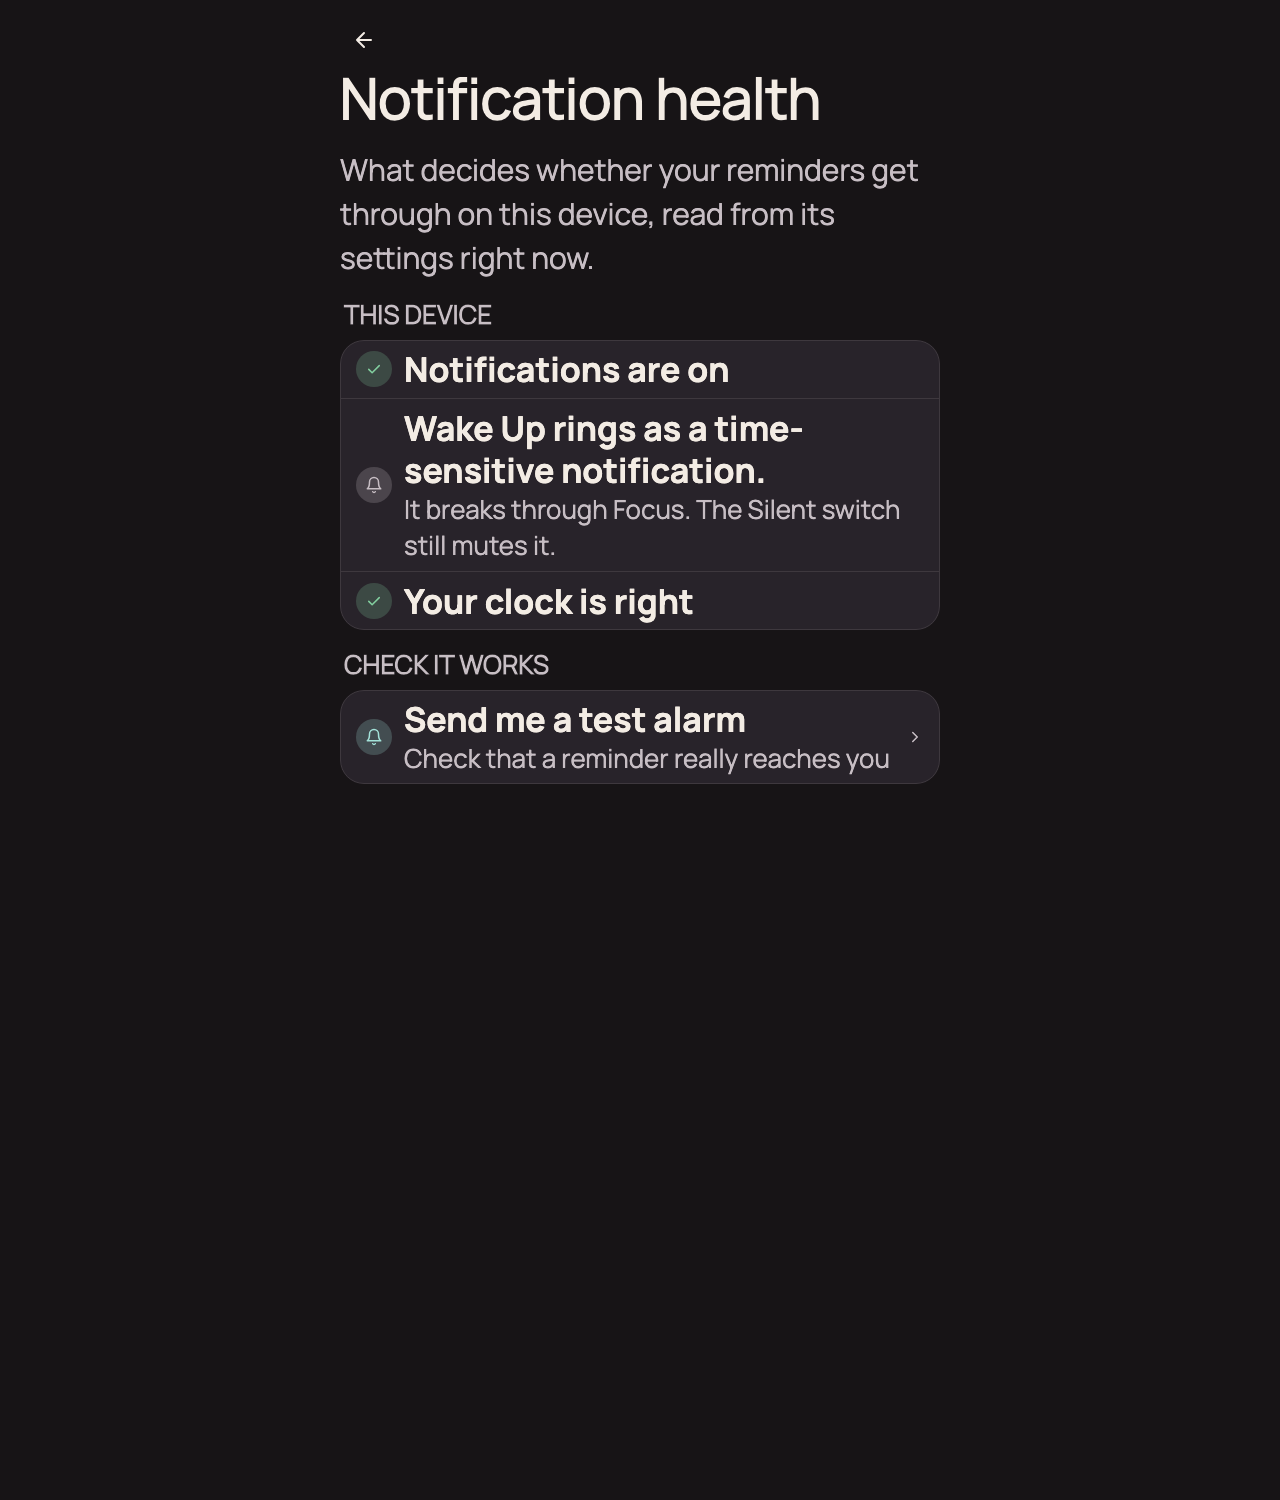 Notification health
What decides whether your reminders get
through on this device, read from its
settings right now.
THIS DEVICE
Notifications are on
Wake Up rings as a time-
sensitive notification.
It breaks through Focus. The Silent switch
still mutes it.
Your clock is right
CHECK IT WORKS
Send me a test alarm
Check that a reminder really reaches you